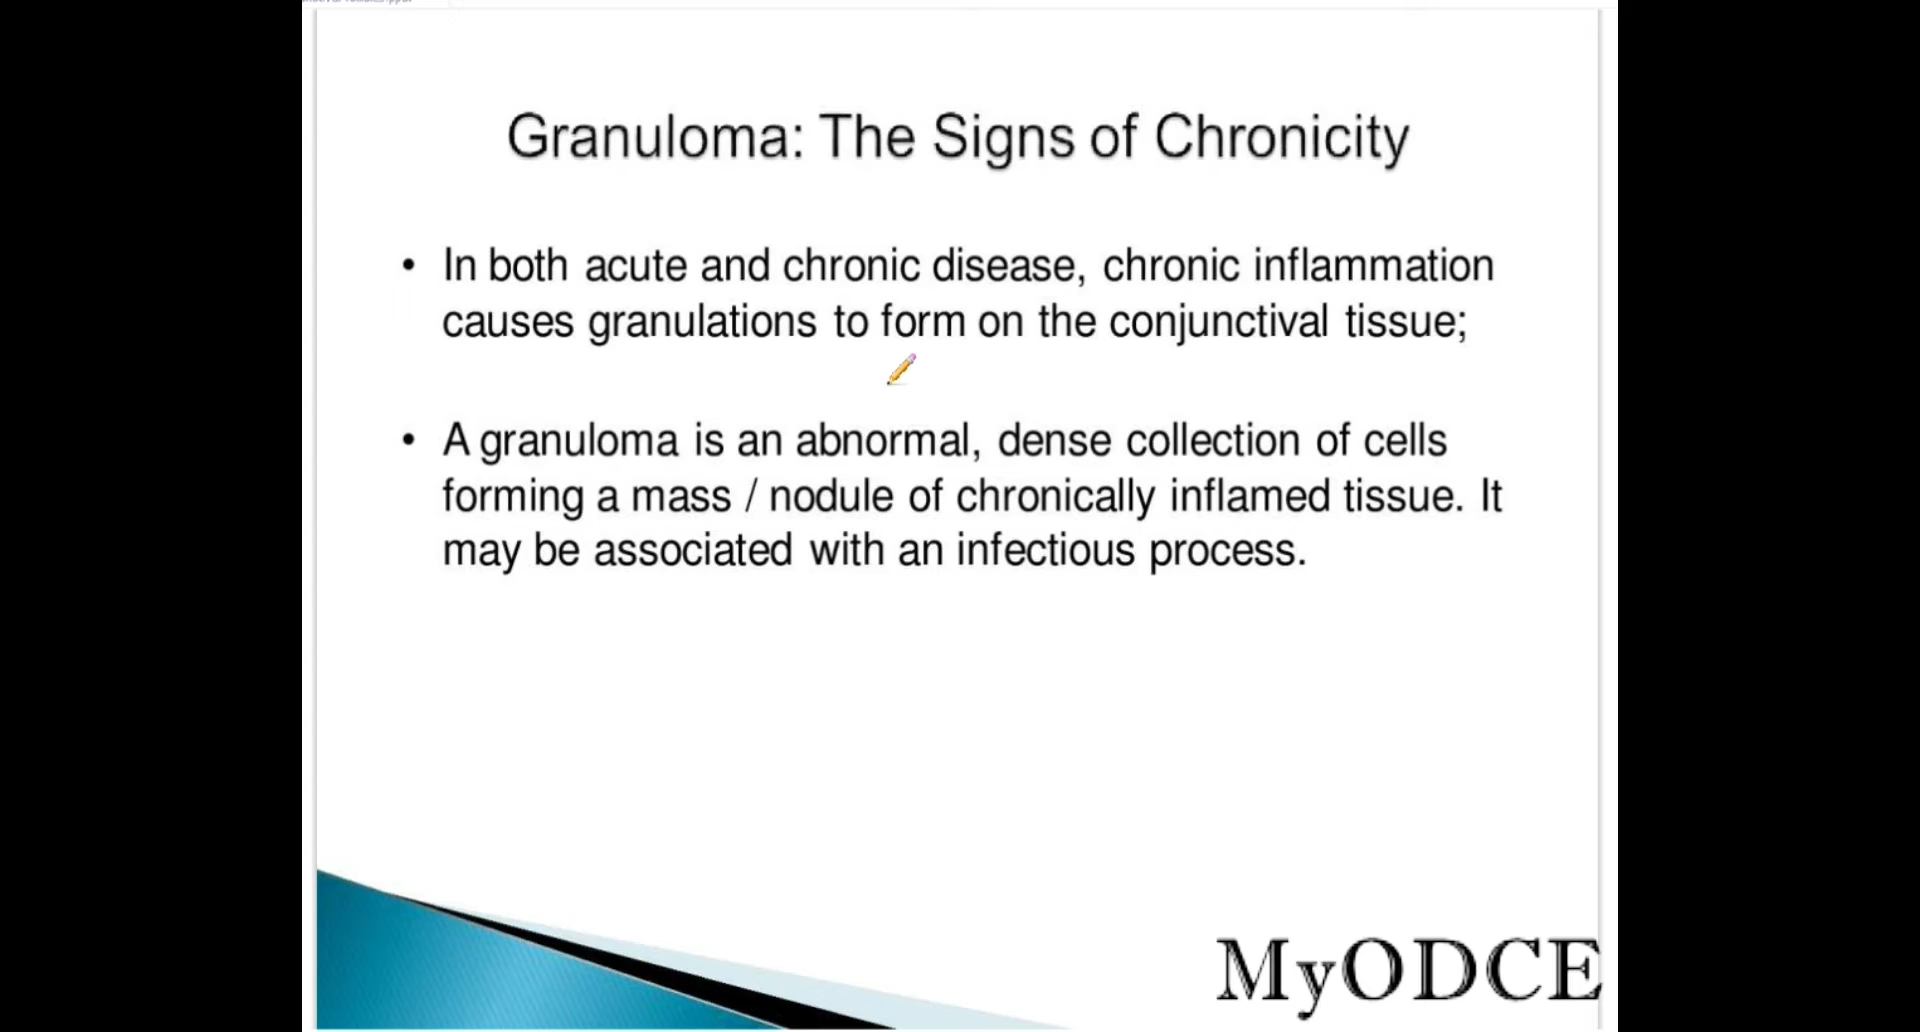 Granuloma: The Signs of Chronicity
• In both acute and chronic disease, chronic inflammation
causes granulations to form on the conjunctival tissue;
• A granuloma is an abnormal, dense collection of cells
forming a mass / nodule of chronically inflamed tissue. It
may be associated with an infectious process.
MyODCE